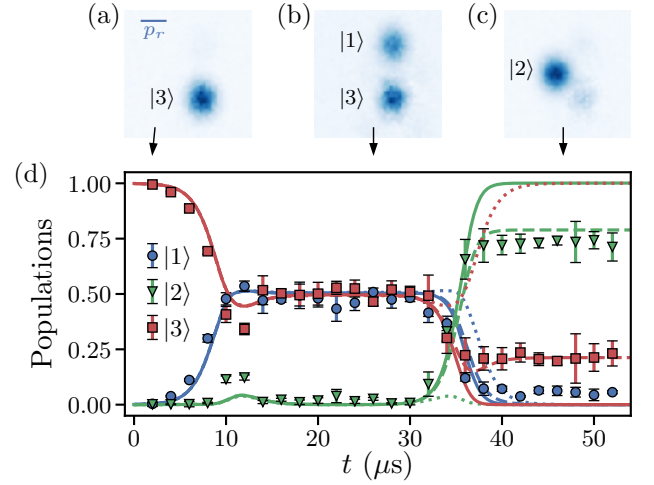 (a) (b) (c)
p_r
|3⟩
|1⟩
|3⟩
|2⟩
(d)
Populations
1.00
0.75
0.50
0.25
0.00
|1⟩
|2⟩
|3⟩
0 10 20 30 40 50
t (μs)